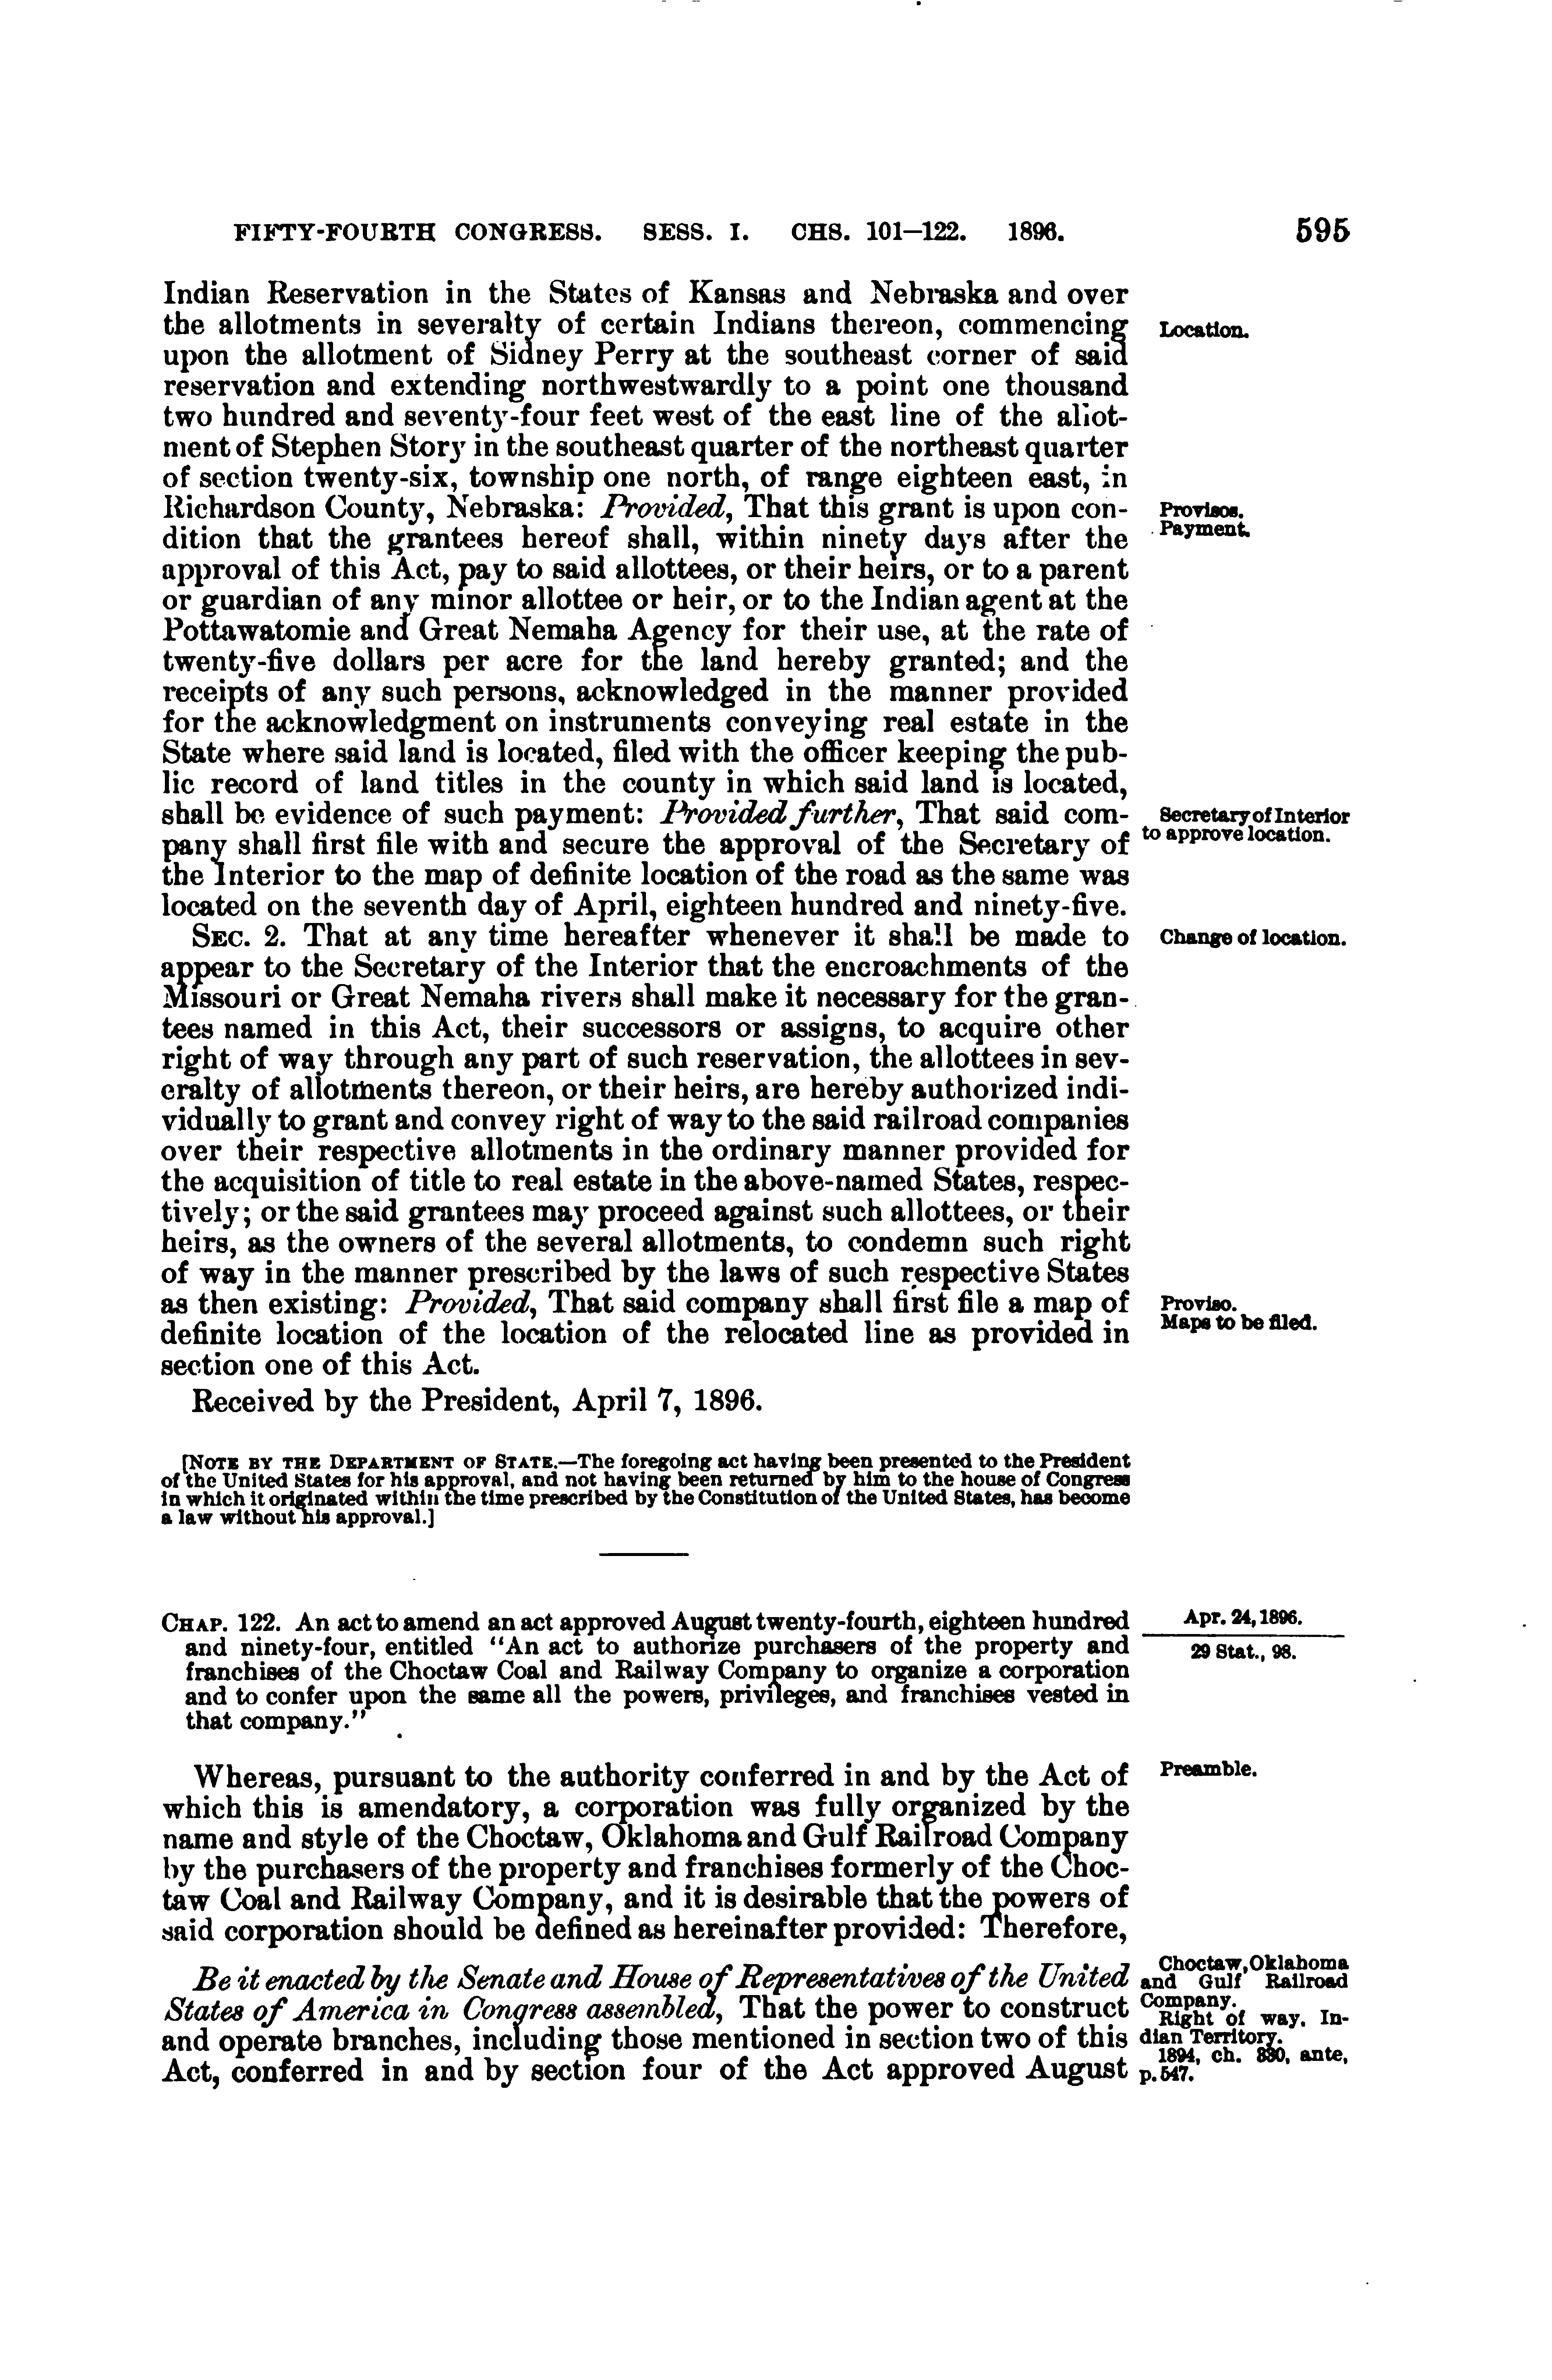 FIFTY-FOURTH CONGRESS. SESS. I. CHS. 101–122. 1896. 595
Indian Reservation in the States of Kansas and Nebraska and over
the allotments in severalty of certain Indians thereon, commencing
Location.
upon the allotment of Sidney Perry at the southeast corner of said
reservation and extending northwestwardly to a point one thousand
two hundred and seventy-four feet west of the east line of the allot-
ment of Stephen Story in the southeast quarter of the northeast quarter
of section twenty-six, township one north, of range eighteen east, in
Richardson County, Nebraska: Provided, That this grant is upon con-
Provisos.
dition that the grantees hereof shall, within ninety days after the
Payment.
approval of this Act, pay to said allottees, or their heirs, or to a parent
or guardian of any minor allottee or heir, or to the Indian agent at the
Pottawatomie and Great Nemaha Agency for their use, at the rate of
twenty-five dollars per acre for the land hereby granted; and the
receipts of any such persons, acknowledged in the manner provided
for the acknowledgment on instruments conveying real estate in the
State where said land is located, filed with the officer keeping the pub-
lic record of land titles in the county in which said land is located,
shall be evidence of such payment: Provided further, That said com-
Secretary of Interior
pany shall first file with and secure the approval of the Secretary of
to approve location.
the Interior to the map of definite location of the road as the same was
located on the seventh day of April, eighteen hundred and ninety-five.
SEC. 2. That at any time hereafter whenever it shall be made to
Change of location.
appear to the Secretary of the Interior that the encroachments of the
Missouri or Great Nemaha rivers shall make it necessary for the gran-
tees named in this Act, their successors or assigns, to acquire other
right of way through any part of such reservation, the allottees in sev-
eralty of allotments thereon, or their heirs, are hereby authorized indi-
vidually to grant and convey right of way to the said railroad companies
over their respective allotments in the ordinary manner provided for
the acquisition of title to real estate in the above-named States, respec-
tively; or the said grantees may proceed against such allottees, or their
heirs, as the owners of the several allotments, to condemn such right
of way in the manner prescribed by the laws of such respective States
as then existing: Provided, That said company shall first file a map of
Proviso.
definite location of the location of the relocated line as provided in
Maps to be filed.
section one of this Act.
Received by the President, April 7, 1896.
[NOTE BY THE DEPARTMENT OF STATE.—The foregoing act having been presented to the President
of the United States for his approval, and not having been returned by him to the house of Congress
in which it originated within the time prescribed by the Constitution of the United States, has become
a law without his approval.]
CHAP. 122. An act to amend an act approved August twenty-fourth, eighteen hundred
Apr. 24, 1896.
and ninety-four, entitled "An act to authorize purchasers of the property and
29 Stat., 98.
franchises of the Choctaw Coal and Railway Company to organize a corporation
and to confer upon the same all the powers, privileges, and franchises vested in
that company."
Whereas, pursuant to the authority conferred in and by the Act of
Preamble.
which this is amendatory, a corporation was fully organized by the
name and style of the Choctaw, Oklahoma and Gulf Railroad Company
by the purchasers of the property and franchises formerly of the Choc-
taw Coal and Railway Company, and it is desirable that the powers of
said corporation should be defined as hereinafter provided: Therefore,
Be it enacted by the Senate and House of Representatives of the United
States of America in Congress assembled, That the power to construct
and operate branches, including those mentioned in section two of this
Act, conferred in and by section four of the Act approved August
Choctaw, Oklahoma
and Gulf Railroad
Company.
Right of way, In-
dian Territory.
1894, ch. 330, ante,
p. 547.